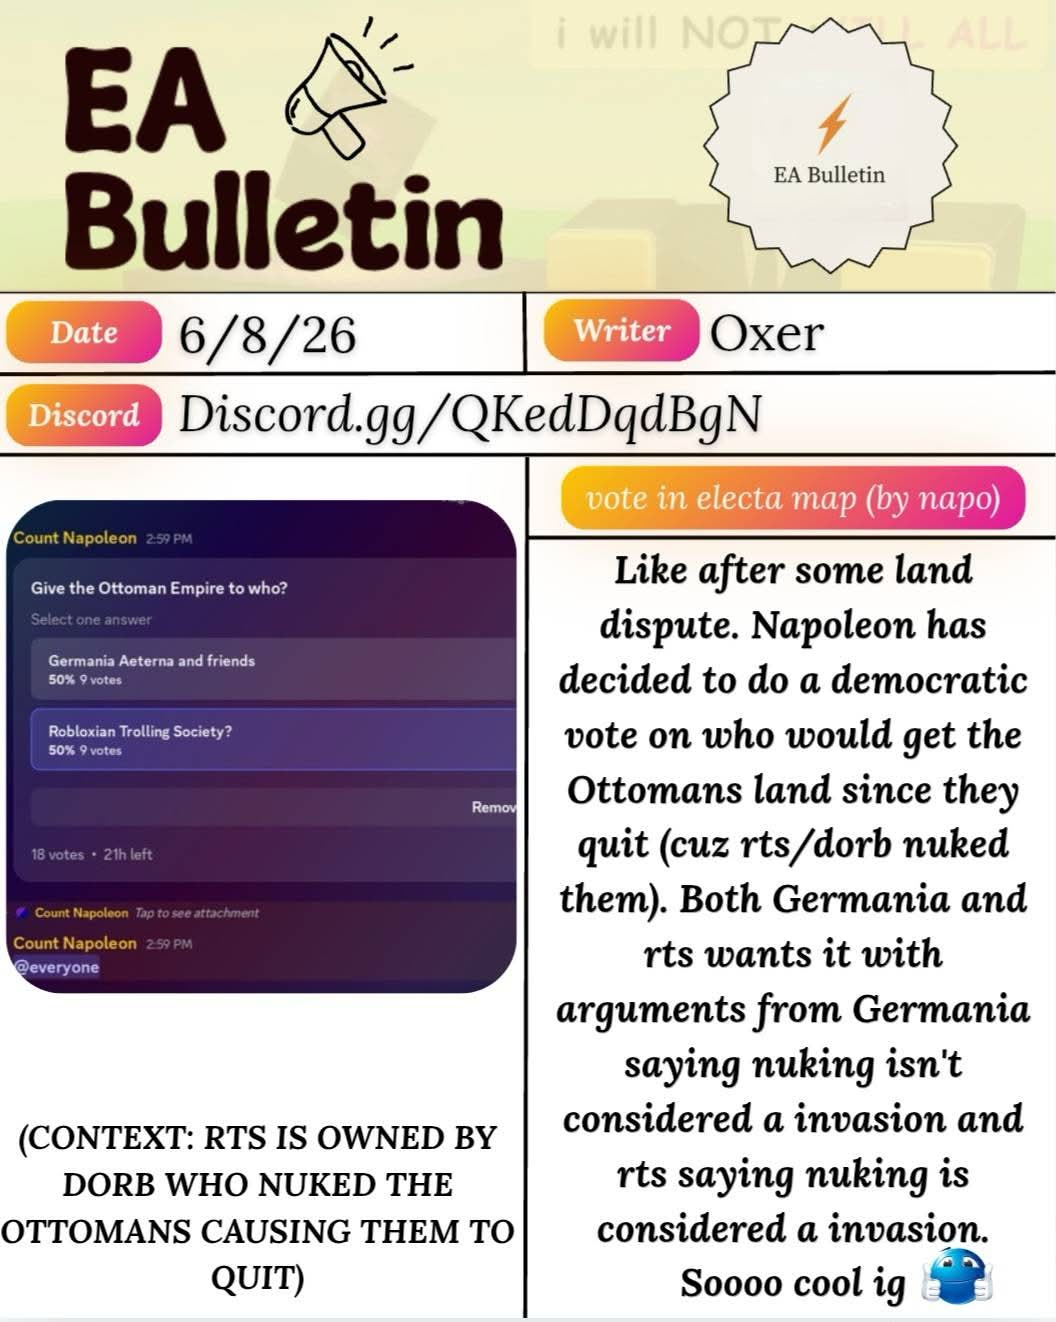 i will NOT KILL ALL
EA
Bulletin
EA Bulletin
Date 6/8/26
Writer Oxer
Discord Discord.gg/QKedDqdBgN
Count Napoleon 2:59 PM
Give the Ottoman Empire to who?
Select one answer
Germania Aeterna and friends
50% 9 votes
Robloxian Trolling Society?
50% 9 votes
Remov
18 votes • 21h left
Count Napoleon Tap to see attachment
Count Napoleon 2:59 PM
@everyone
(CONTEXT: RTS IS OWNED BY
DORB WHO NUKED THE
OTTOMANS CAUSING THEM TO
QUIT)
vote in electa map (by napo)
Like after some land
dispute. Napoleon has
decided to do a democratic
vote on who would get the
Ottomans land since they
quit (cuz rts/dorb nuked
them). Both Germania and
rts wants it with
arguments from Germania
saying nuking isn't
considered a invasion and
rts saying nuking is
considered a invasion.
Soooo cool ig